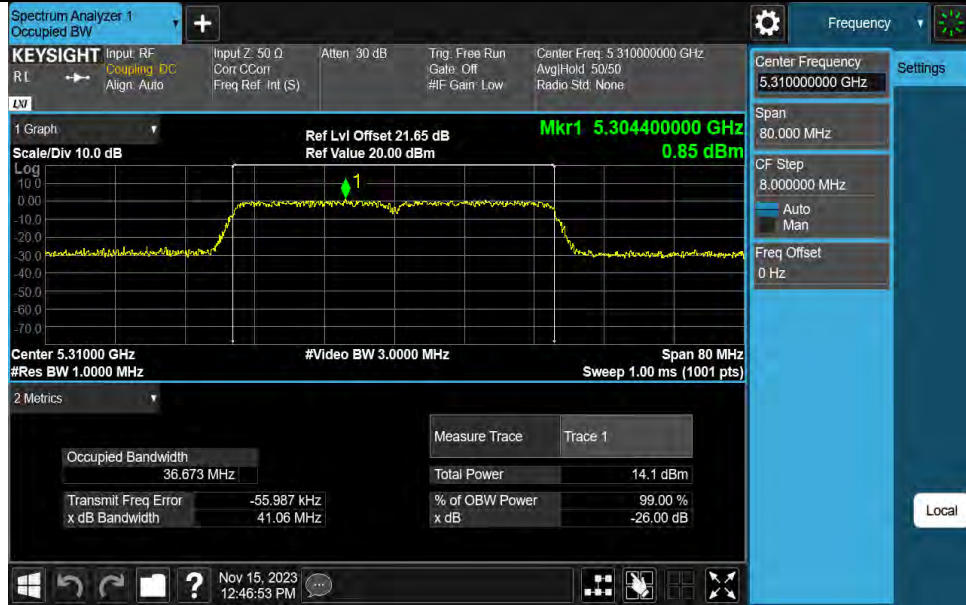 Spectrum Analyzer 1
Occupied BW
Frequency
KEYSIGHT
Input: RF
Coupling: DC
Align: Auto
Input Z: 50 Ω
Corr CCorr
Freq Ref: Int (S)
Atten: 30 dB
Trig: Free Run
Gate: Off
#IF Gain: Low
Center Freq: 5.310000000 GHz
Avg|Hold: 50/50
Radio Std: None
LXI
Center Frequency
5.310000000 GHz
Settings
Span
80.000 MHz
CF Step
8.000000 MHz
Auto
Man
Freq Offset
0 Hz
Local
1 Graph
Scale/Div 10.0 dB
Ref Lvl Offset 21.65 dB
Ref Value 20.00 dBm
Mkr1 5.304400000 GHz
0.85 dBm
Log
10.0
0.00
-10.0
-20.0
-30.0
-40.0
-50.0
-60.0
-70.0
1
Center 5.31000 GHz
#Res BW 1.0000 MHz
#Video BW 3.0000 MHz
Span 80 MHz
Sweep 1.00 ms (1001 pts)
2 Metrics
Measure Trace
Trace 1
Occupied Bandwidth
36.673 MHz
Total Power
14.1 dBm
Transmit Freq Error
-55.987 kHz
% of OBW Power
99.00 %
x dB Bandwidth
41.06 MHz
x dB
-26.00 dB
?
Nov 15, 2023
12:46:53 PM